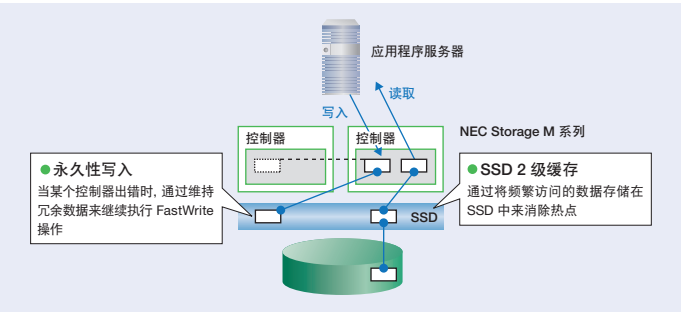 应用程序服务器
读取
写入
控制器
控制器
NEC Storage M 系列
●永久性写入
当某个控制器出错时, 通过维持
冗余数据来继续执行 FastWrite
操作
●SSD 2 级缓存
通过将频繁访问的数据存储在
SSD 中来消除热点
SSD